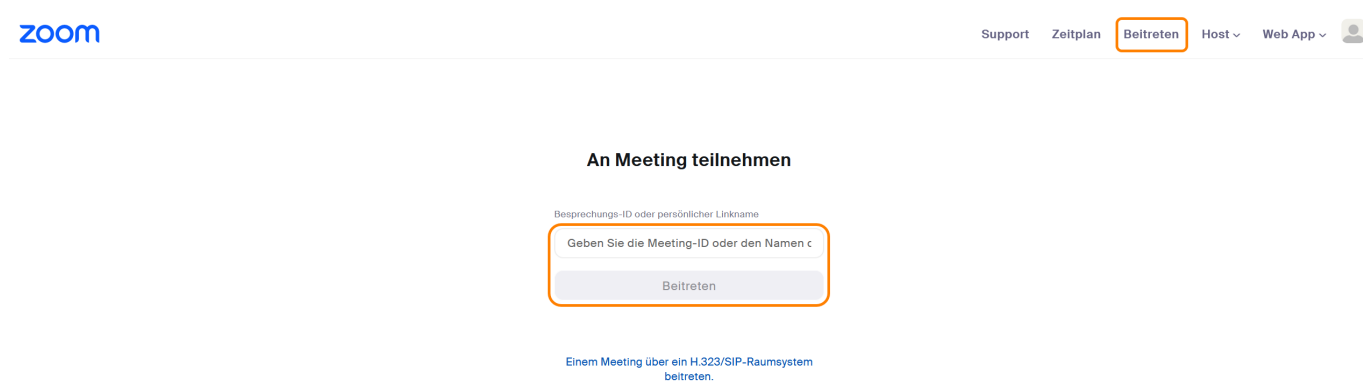 zoom
Support Zeitplan Beitreten Host Web App
An Meeting teilnehmen
Besprechungs-ID oder persönlicher Linkname
Geben Sie die Meeting-ID oder den Namen
Beitreten
Einem Meeting über ein H.323/SIP-Raumsystem
beitreten.